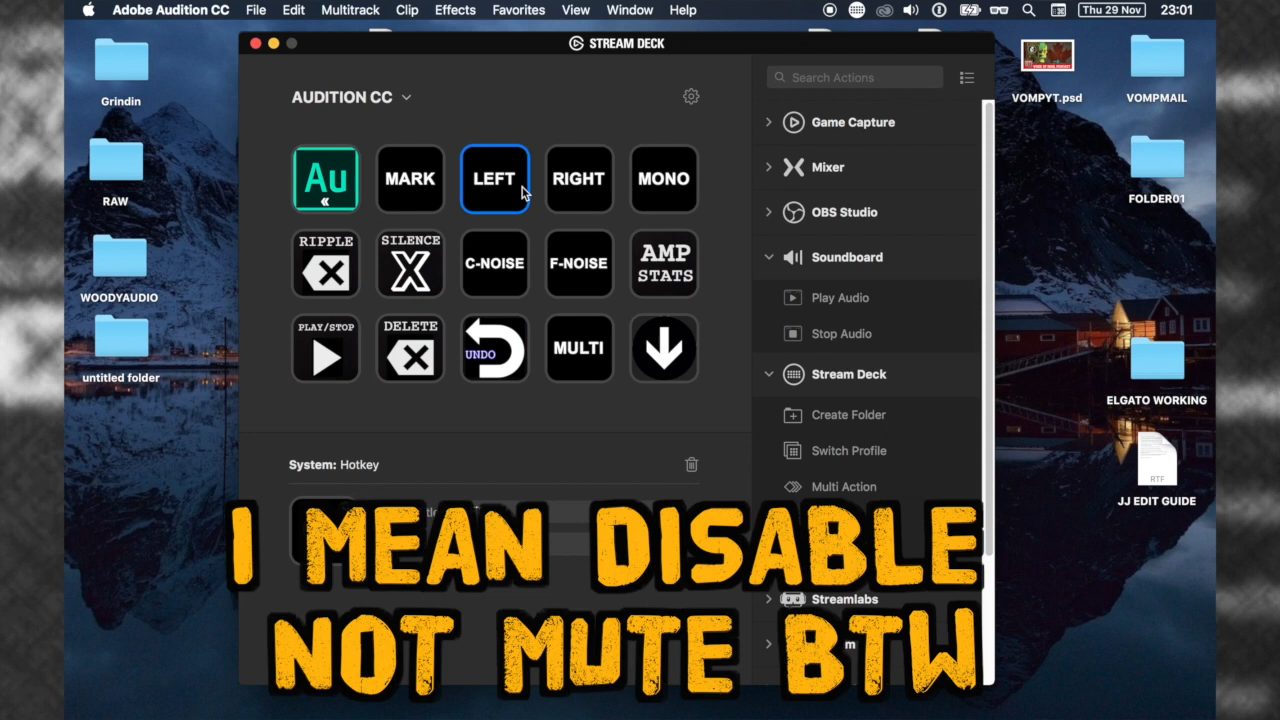 Adobe Audition CC File Edit Multitrack Clip Effects Favorites View Window Help Thu 29 Nov 23:01
STREAM DECK
AUDITION CC
Search Actions
Au
«
MARK
LEFT
RIGHT
MONO
RIPPLE
SILENCE
X
C-NOISE
F-NOISE
AMP
STATS
PLAY/STOP
DELETE
UNDO
MULTI
System: Hotkey
Game Capture
Mixer
OBS Studio
Soundboard
Play Audio
Stop Audio
Stream Deck
Create Folder
Switch Profile
Multi Action
Streamlabs
Grindin
RAW
WOODYAUDIO
untitled folder
VOMPYT.psd
VOMPMAIL
FOLDER01
ELGATO WORKING
RTF
JJ EDIT GUIDE
I MEAN DISABLE
NOT MUTE BTW